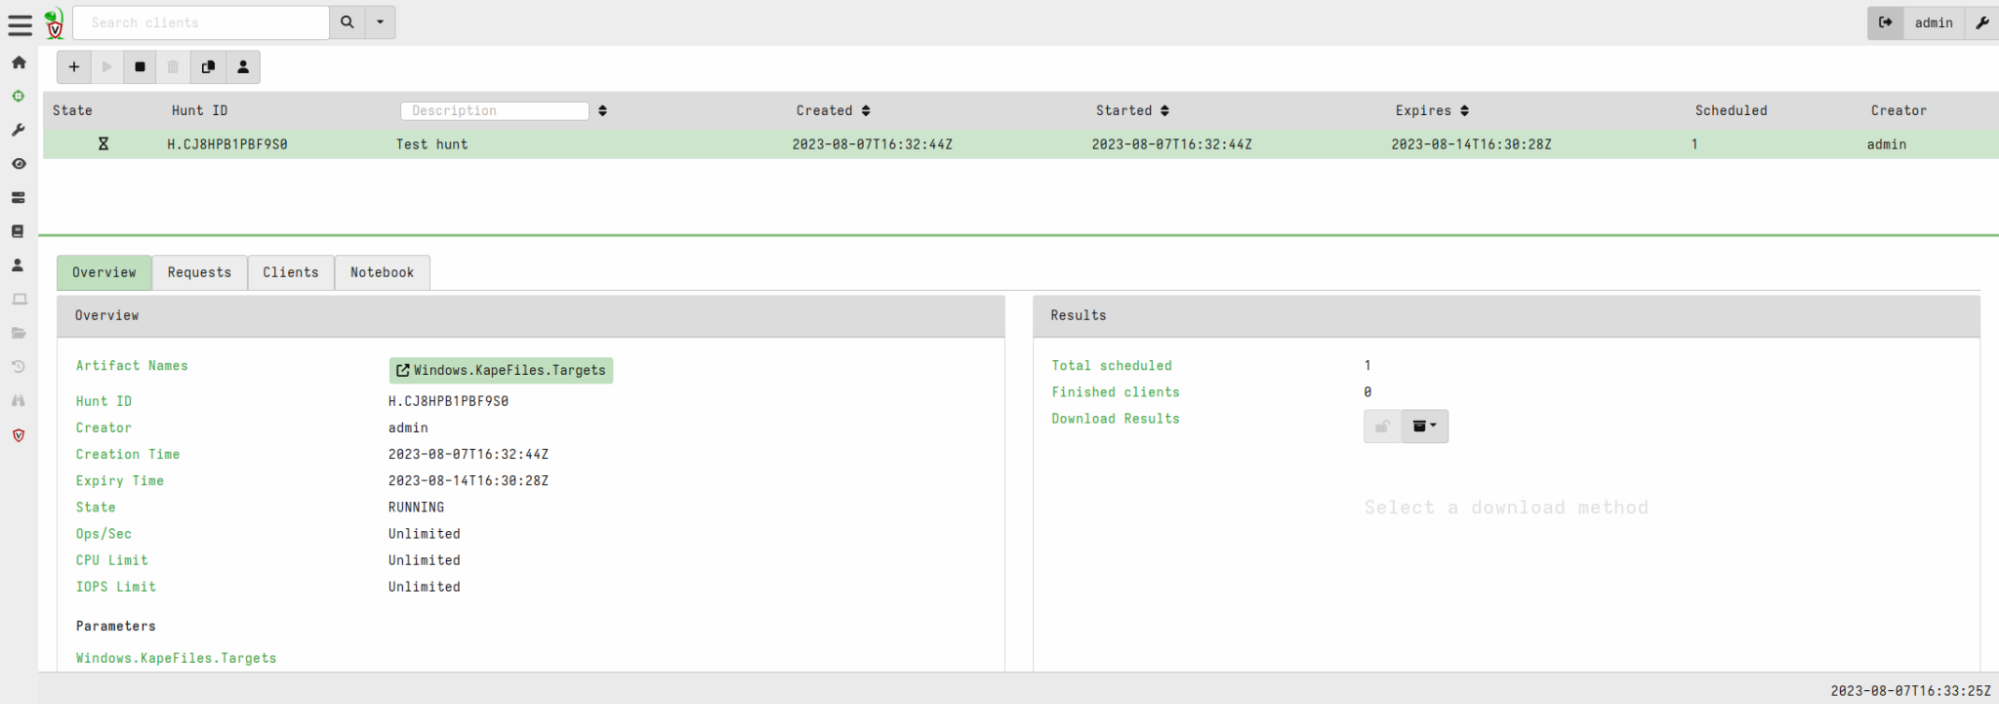 Search clients admin
State Hunt ID Description Created Started Expires Scheduled Creator
H.CJ8HPB1PBF9S0 Test hunt 2023-08-07T16:32:44Z 2023-08-07T16:32:44Z 2023-08-14T16:30:28Z 1 admin
Overview Requests Clients Notebook
Overview
Artifact Names Windows.KapeFiles.Targets
Hunt ID H.CJ8HPB1PBF9S0
Creator admin
Creation Time 2023-08-07T16:32:44Z
Expiry Time 2023-08-14T16:30:28Z
State RUNNING
Ops/Sec Unlimited
CPU Limit Unlimited
IOPS Limit Unlimited
Parameters
Windows.KapeFiles.Targets
Results
Total scheduled 1
Finished clients 0
Download Results
Select a download method
2023-08-07T16:33:25Z